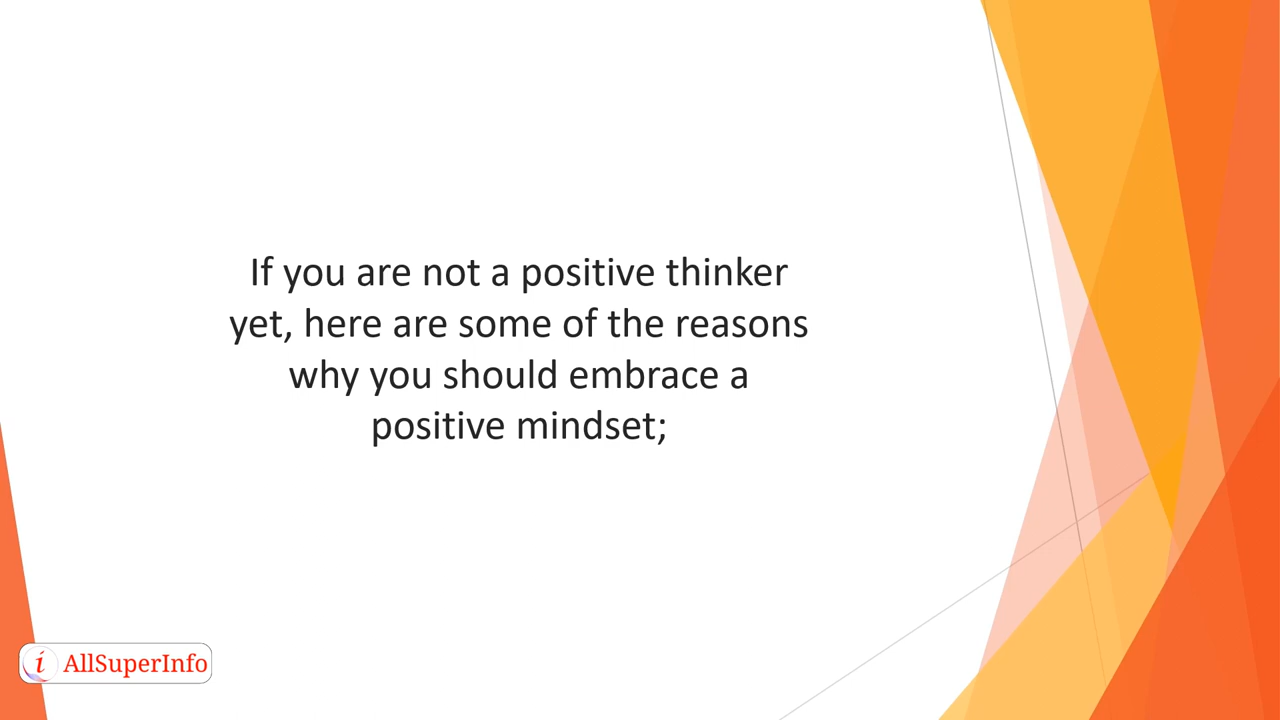 If you are not a positive thinker
yet, here are some of the reasons
why you should embrace a
positive mindset;
i AllSuperInfo